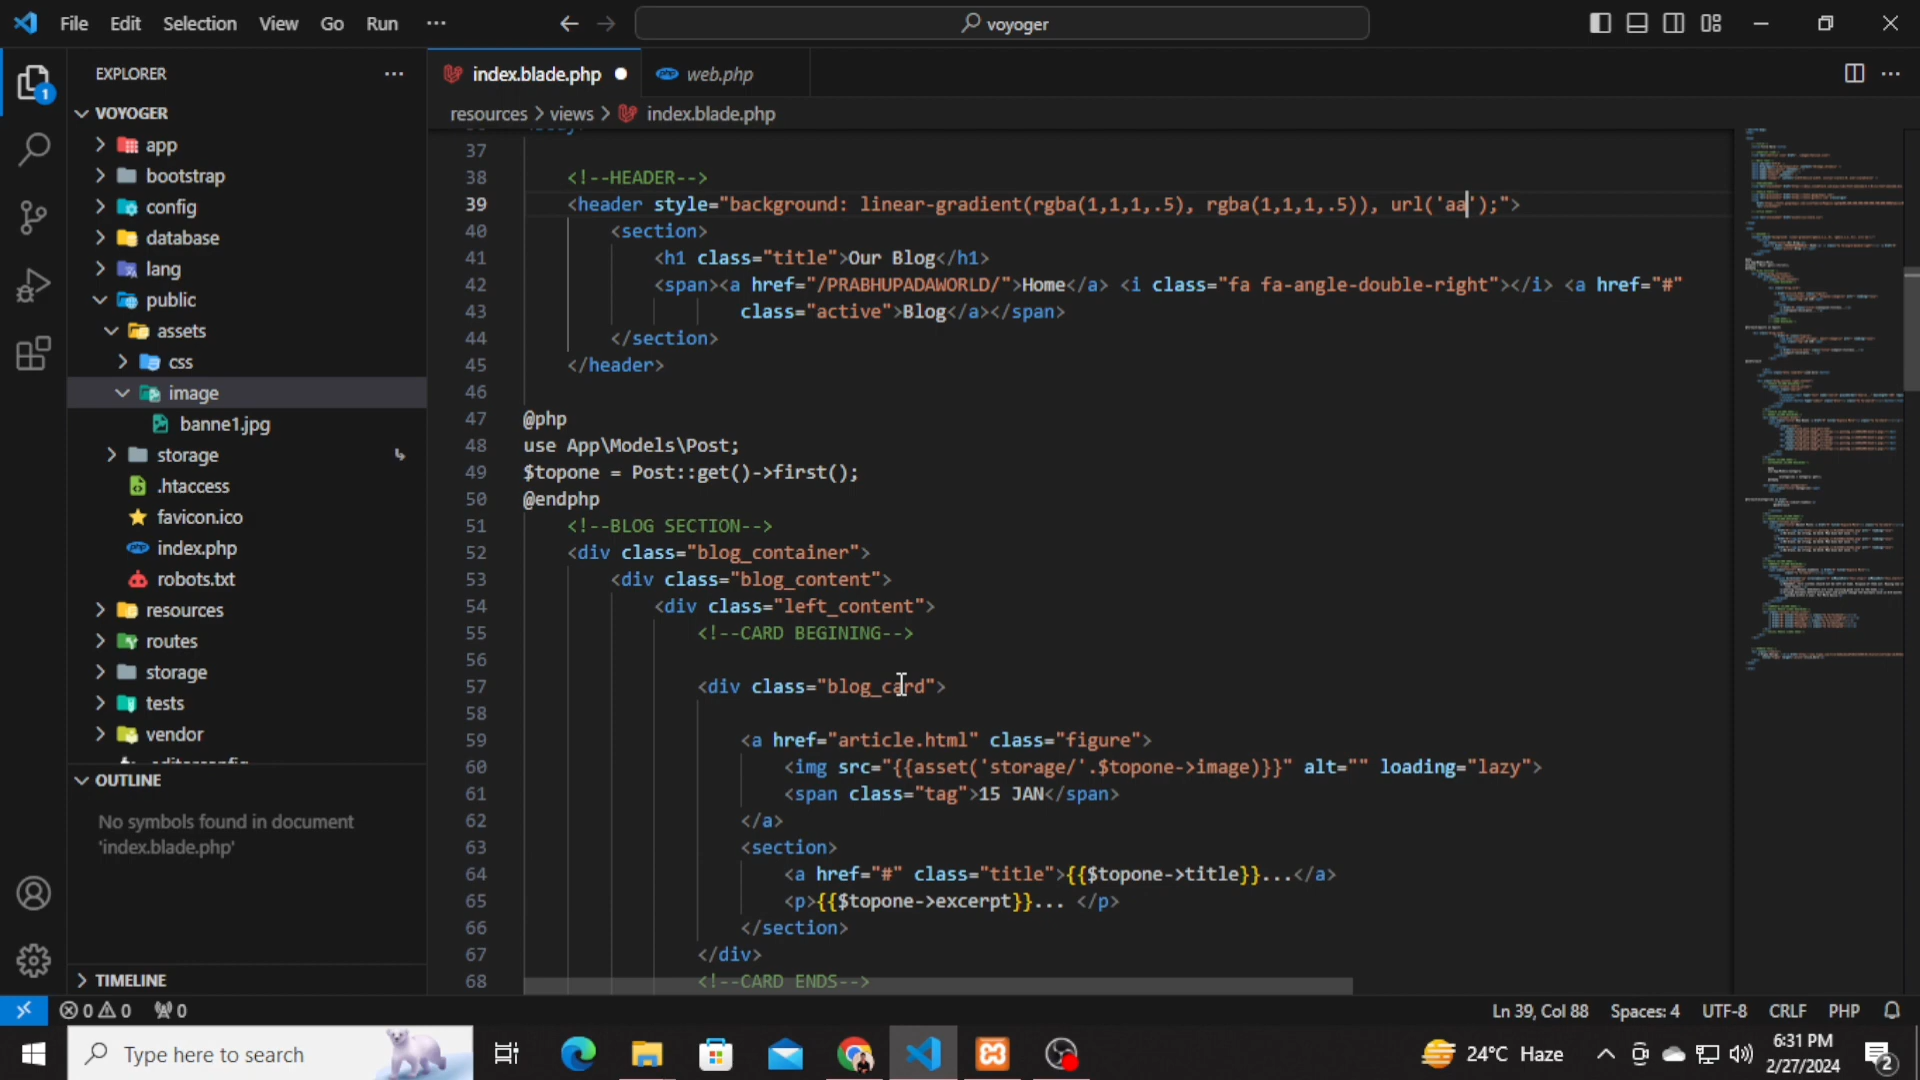 File Edit Selection View Go Run ···
voyoger
EXPLORER
VOYOGER
app
bootstrap
config
database
lang
public
assets
css
image
banne1.jpg
storage
.htaccess
favicon.ico
index.php
robots.txt
resources
routes
storage
tests
vendor
OUTLINE
No symbols found in document
'index.blade.php'
TIMELINE
index.blade.php
web.php
resources > views > index.blade.php
37
38 <!--HEADER-->
39 <header style="background: linear-gradient(rgba(1,1,1,.5), rgba(1,1,1,.5)), url('aa');">
40 <section>
41 <h1 class="title">Our Blog</h1>
42 <span><a href="/PRABHUPADAWORLD/">Home</a> <i class="fa fa-angle-double-right"></i> <a href="#"
43 class="active">Blog</a></span>
44 </section>
45 </header>
46
47 @php
48 use App\Models\Post;
49 $topone = Post::get()->first();
50 @endphp
51 <!--BLOG SECTION-->
52 <div class="blog_container">
53 <div class="blog_content">
54 <div class="left_content">
55 <!--CARD BEGINING-->
56
57 <div class="blog_card">
58
59 <a href="article.html" class="figure">
60 <img src="{{asset('storage/'.$topone->image)}}" alt="" loading="lazy">
61 <span class="tag">15 JAN</span>
62 </a>
63 <section>
64 <a href="#" class="title">{{$topone->title}}...</a>
65 <p>{{$topone->excerpt}}... </p>
66 </section>
67 </div>
68 <!--CARD ENDS-->
0 0 0
Ln 39, Col 88 Spaces: 4 UTF-8 CRLF PHP
Type here to search
24°C Haze
6:31 PM
2/27/2024
2
1